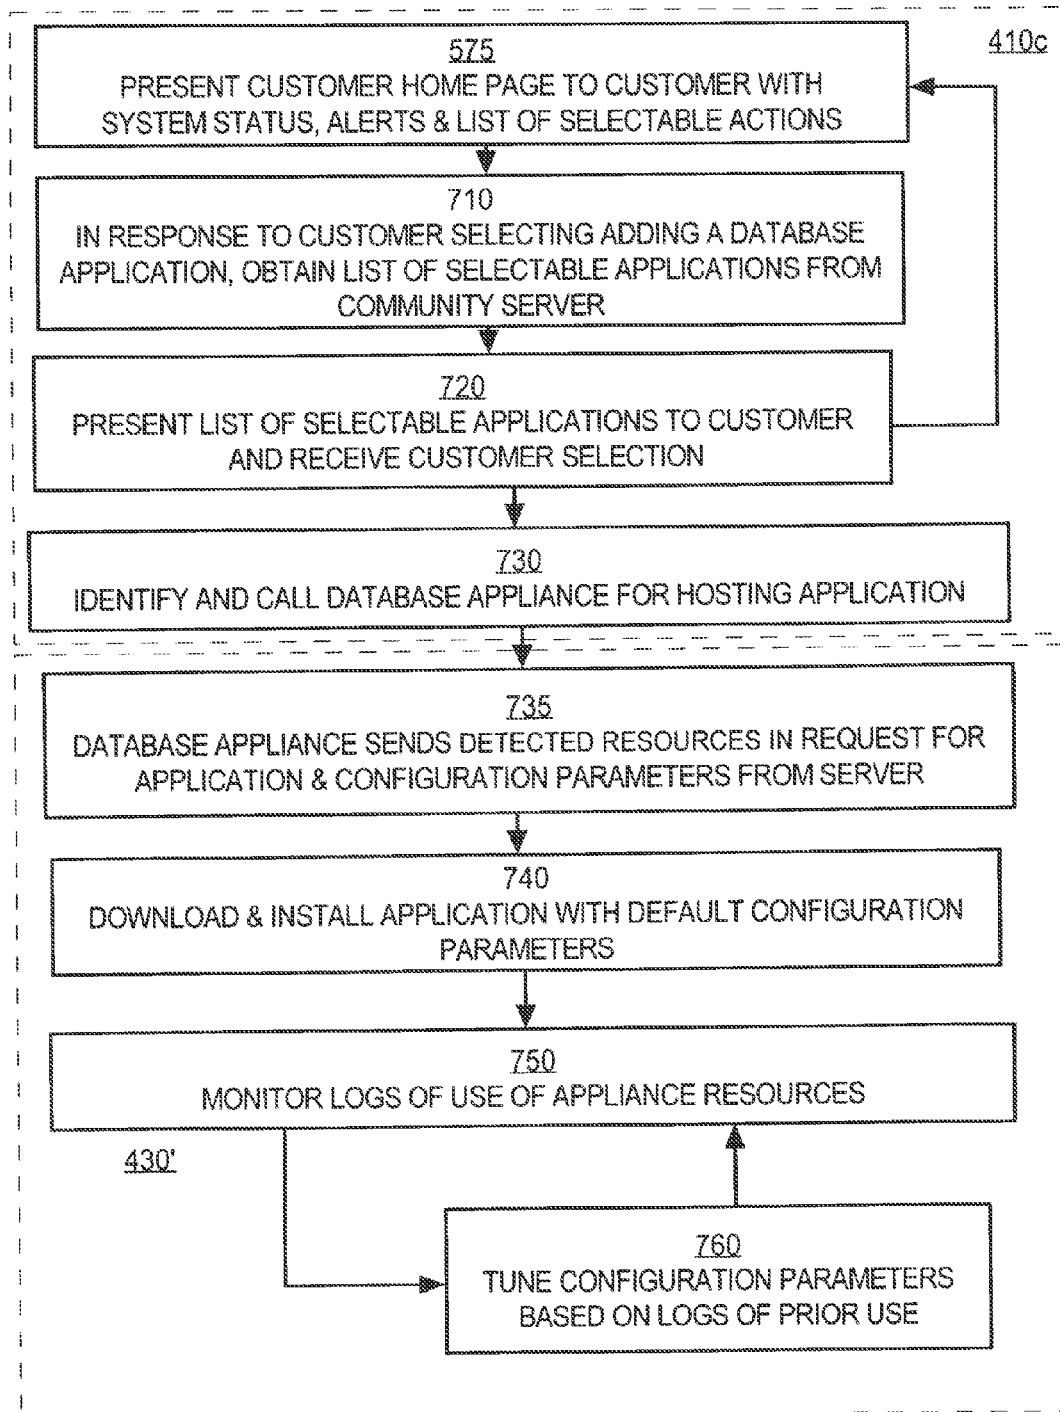 410c
575
PRESENT CUSTOMER HOME PAGE TO CUSTOMER WITH
SYSTEM STATUS, ALERTS & LIST OF SELECTABLE ACTIONS
710
IN RESPONSE TO CUSTOMER SELECTING ADDING A DATABASE
APPLICATION, OBTAIN LIST OF SELECTABLE APPLICATIONS FROM
COMMUNITY SERVER
720
PRESENT LIST OF SELECTABLE APPLICATIONS TO CUSTOMER
AND RECEIVE CUSTOMER SELECTION
730
IDENTIFY AND CALL DATABASE APPLIANCE FOR HOSTING APPLICATION
735
DATABASE APPLIANCE SENDS DETECTED RESOURCES IN REQUEST FOR
APPLICATION & CONFIGURATION PARAMETERS FROM SERVER
740
DOWNLOAD & INSTALL APPLICATION WITH DEFAULT CONFIGURATION
PARAMETERS
750
MONITOR LOGS OF USE OF APPLIANCE RESOURCES
430'
760
TUNE CONFIGURATION PARAMETERS
BASED ON LOGS OF PRIOR USE